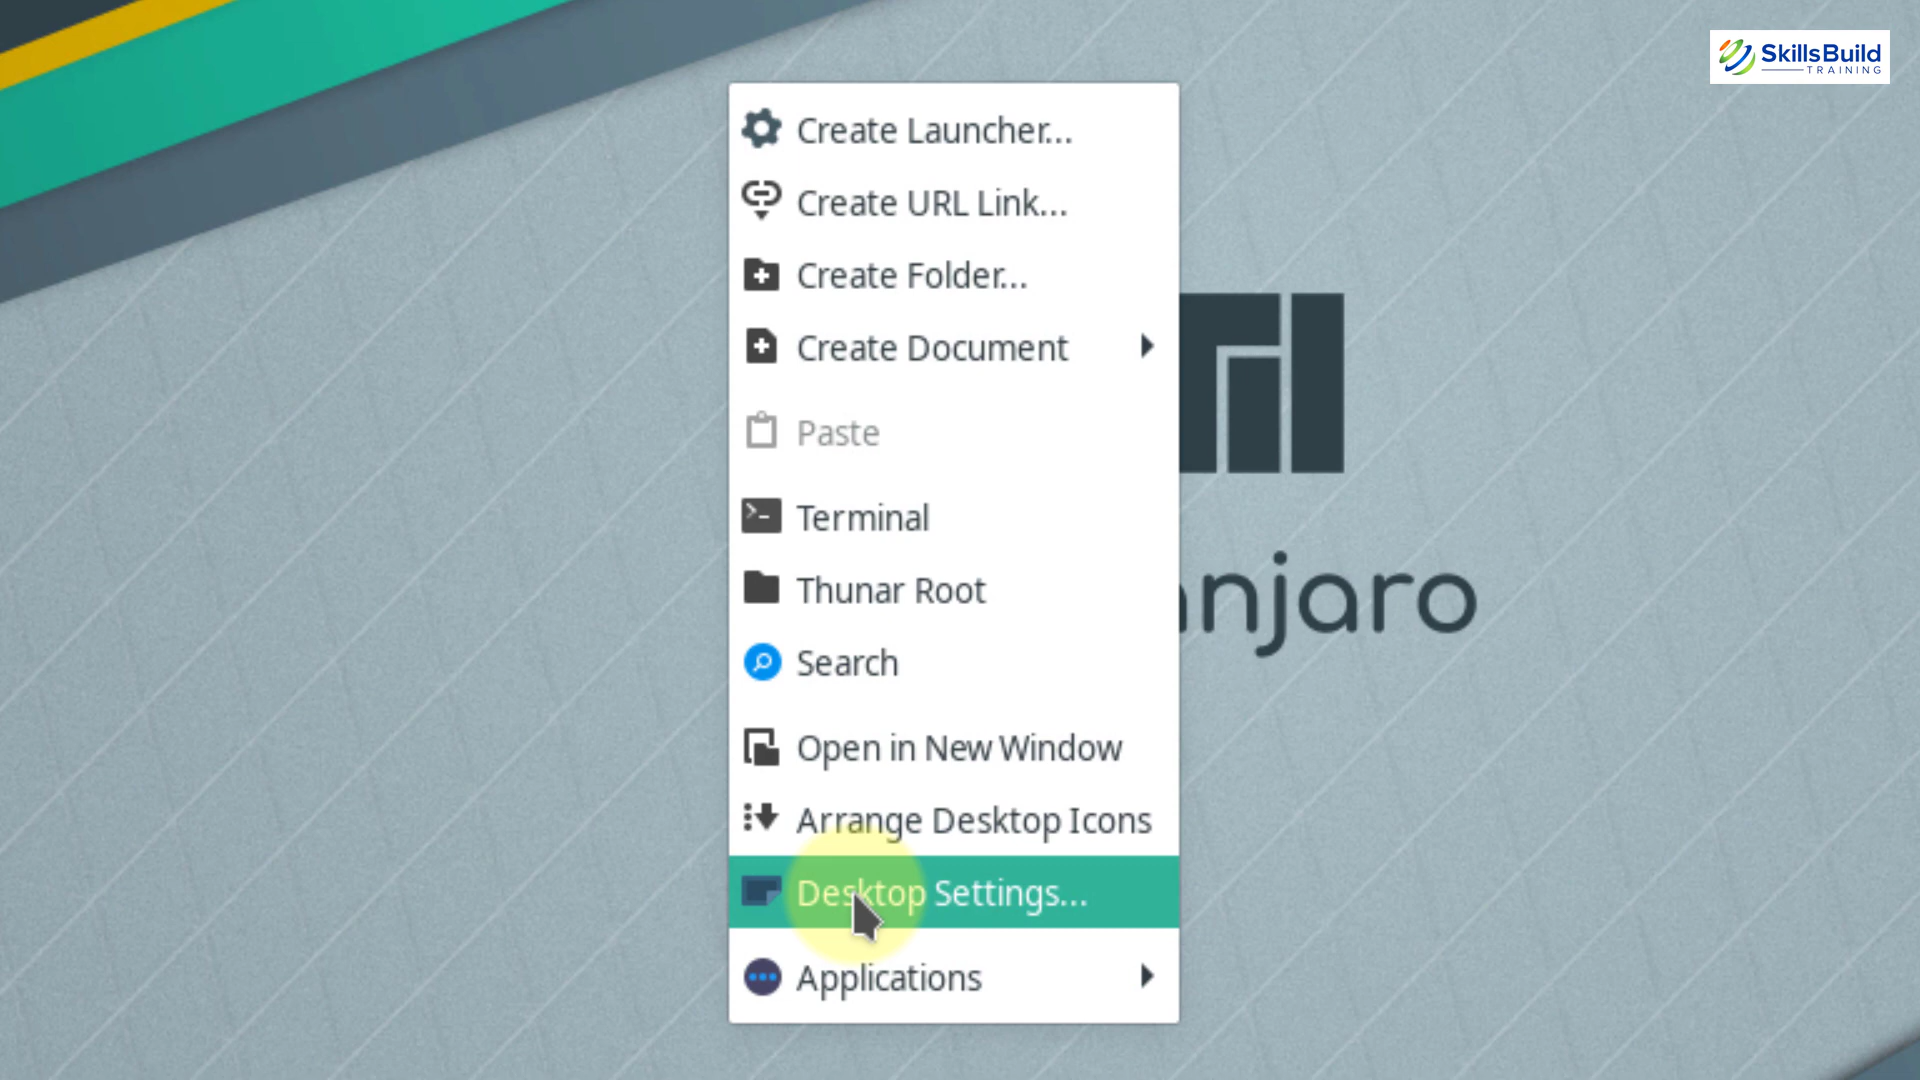 SkillsBuild
TRAINING
Create Launcher...
Create URL Link...
Create Folder...
Create Document
Paste
Terminal
Thunar Root
Search
Open in New Window
Arrange Desktop Icons
Desktop Settings...
Applications
njaro